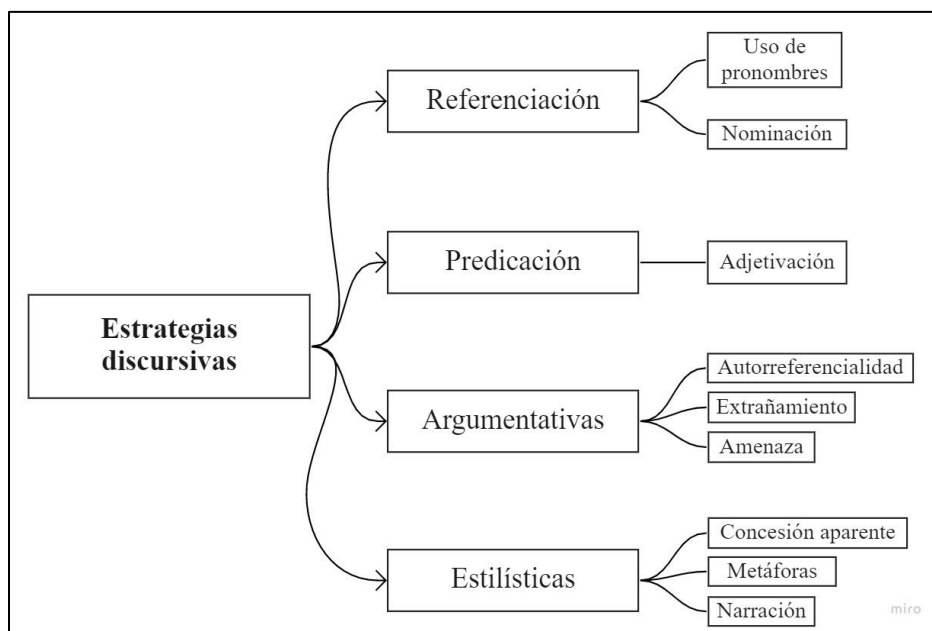 Estrategias
discursivas
Referenciación
Uso de
pronombres
Nominación
Predicación
Adjetivación
Argumentativas
Autorreferencialidad
Extrañamiento
Amenaza
Estilísticas
Concesión aparente
Metáforas
Narración
miro